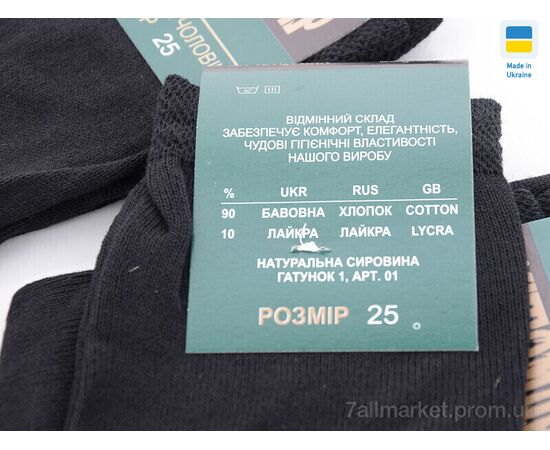 ЧОЛОВІ
25
Made in
Ukraine
ВІДМІННИЙ СКЛАД
ЗАБЕЗПЕЧУЄ КОМФОРТ, ЕЛЕГАНТНІСТЬ,
ЧУДОВІ ГІГІЄНІЧНІ ВЛАСТИВОСТІ
НАШОГО ВИРОБУ
% UKR RUS GB
90 БАВОВНА ХЛОПОК COTTON
10 ЛАЙКРА ЛАЙКРА LYCRA
НАТУРАЛЬНА СИРОВИНА
ГАТУНОК 1, АРТ. 01
РОЗМІР 25
7allmarket.prom.ua